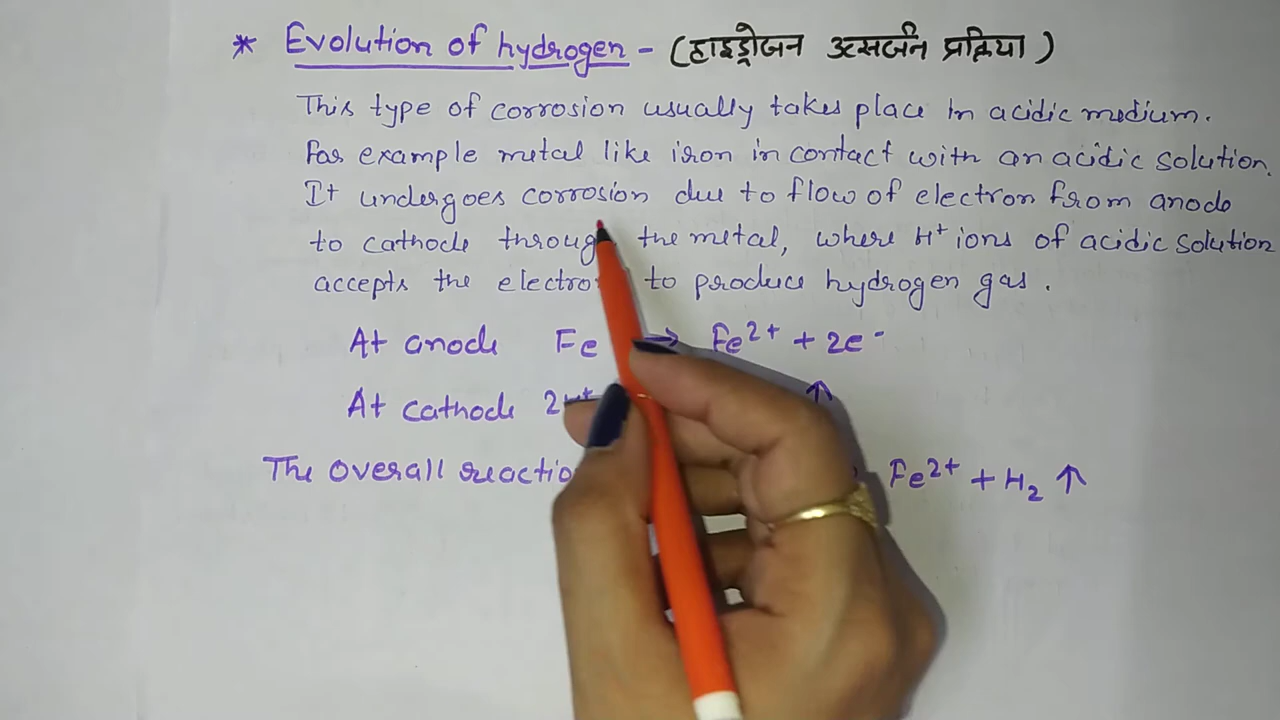 * Evolution of hydrogen - (हाइड्रोजन उत्सर्जन प्रक्रिया)
This type of corrosion usually takes place in acidic medium.
For example metal like iron in contact with an acidic solution.
It undergoes corrosion due to flow of electron from anode
to cathode through the metal, where H⁺ ions of acidic solution
accepts the electron to produce hydrogen gas.
At anode Fe → Fe²⁺ + 2e⁻
At cathode 2H⁺ ↑
The overall reaction Fe²⁺ + H₂ ↑